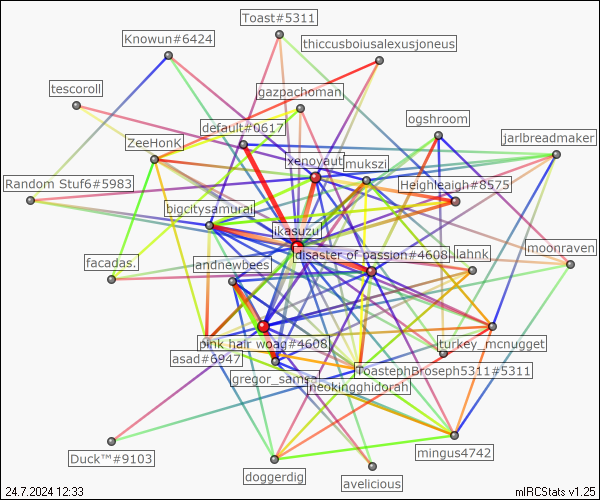 Toast#5311
Knowun#6424
thiccusboiusalexusjoneus
tescoroll
gazpachoman
ogshroom
default#0617
ZeeHonK
jarlbreadmaker
xenoyaut
mukszi
Random Stuf6#5983
Heighleigh#8575
bigcitysamurai
ikasuzu
disaster of passion#4608
lahnk
moonraven
facadas.
andnewbees
pink hair woag#4608
turkey_mcnugget
asad#6947
ToastephBroseph5311#5311
gregor_samsa
neokingghidorah
Duck™#9103
mingus4742
doggerdig
avelicious
24.7.2024 12:33
mIRCStats v1.25